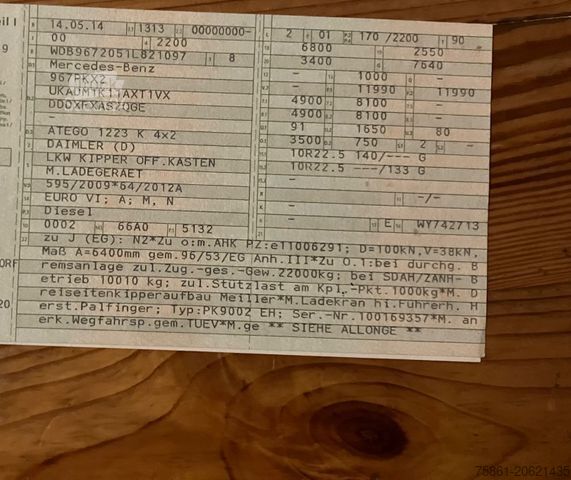 14.05.14 1313 00000000-
00 2200
WDB9672051L821097 1 8
Mercedes-Benz
967
-
ATEGO 1223 K 4x2
DAIMLER (D)
LKW KIPPER OFF.KASTEN
M.LADEGERAET
595/2009*64/2012A
EURO VI; A; M, N
Diesel
0002 66A0 5132
2 01 170 /2200 90
6800 2550
3400 7640
- 1000 -
- 11990 11990
4900 8100
4900 8100
91 1650 80
3500 750 2 -
10R22.5 140/--- G
10R22.5 ---/133 G
-
- -/-
- E WY742713
zu J (EG): N2*Zu o:m.AHK PZ:e11006291; D=100kN,V=38KN,
Maß A=6400mm gem.96/53/EG Anh.III*Zu O.1:bei durchg. B
remsanlage zul.Zug.-ges.-Gew.22000kg; bei SDAH/ZANH-B
etrieb 10010 kg; zul.Stützlast am Kpl.-Pkt.1000kg*M. D
reiseitenkipperaufbau Meiller*M.Ladekran hi.Fuhrerh. H
erst.Palfinger; Typ:PK9002 EH; Ser.-Nr.100169357*M. an
erk.Wegfahrsp.gem.TUEV*M.ge ** SIEHE ALLONGE **
75861-20621435